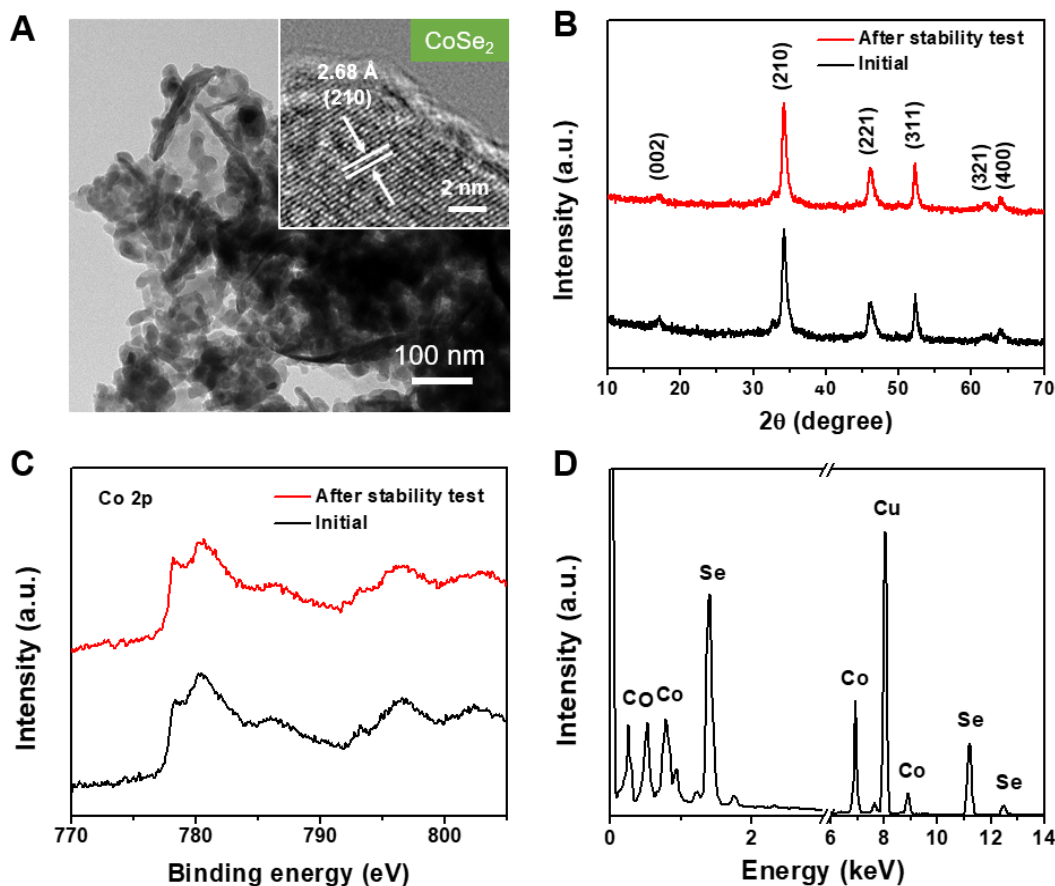 A
CoSe₂
2.68 Å
(210)
2 nm
100 nm
B
After stability test
Initial
(002)
(210)
(221)
(311)
(321)
(400)
Intensity (a.u.)
10 20 30 40 50 60 70
2θ (degree)
C
Co 2p
After stability test
Initial
Intensity (a.u.)
770 780 790 800
Binding energy (eV)
D
C O Co Se Co Cu Co Se Se
Intensity (a.u.)
0 2 6 8 10 12 14
Energy (keV)